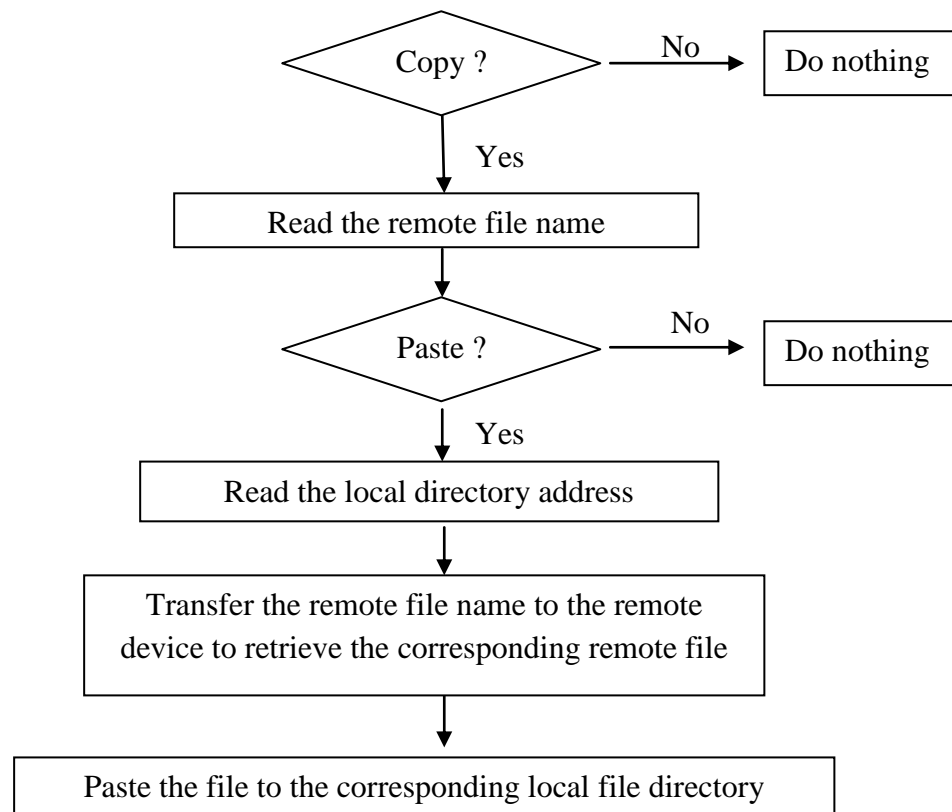 Copy ?
No
Do nothing
Yes
Read the remote file name
Paste ?
No
Do nothing
Yes
Read the local directory address
Transfer the remote file name to the remote
device to retrieve the corresponding remote file
Paste the file to the corresponding local file directory